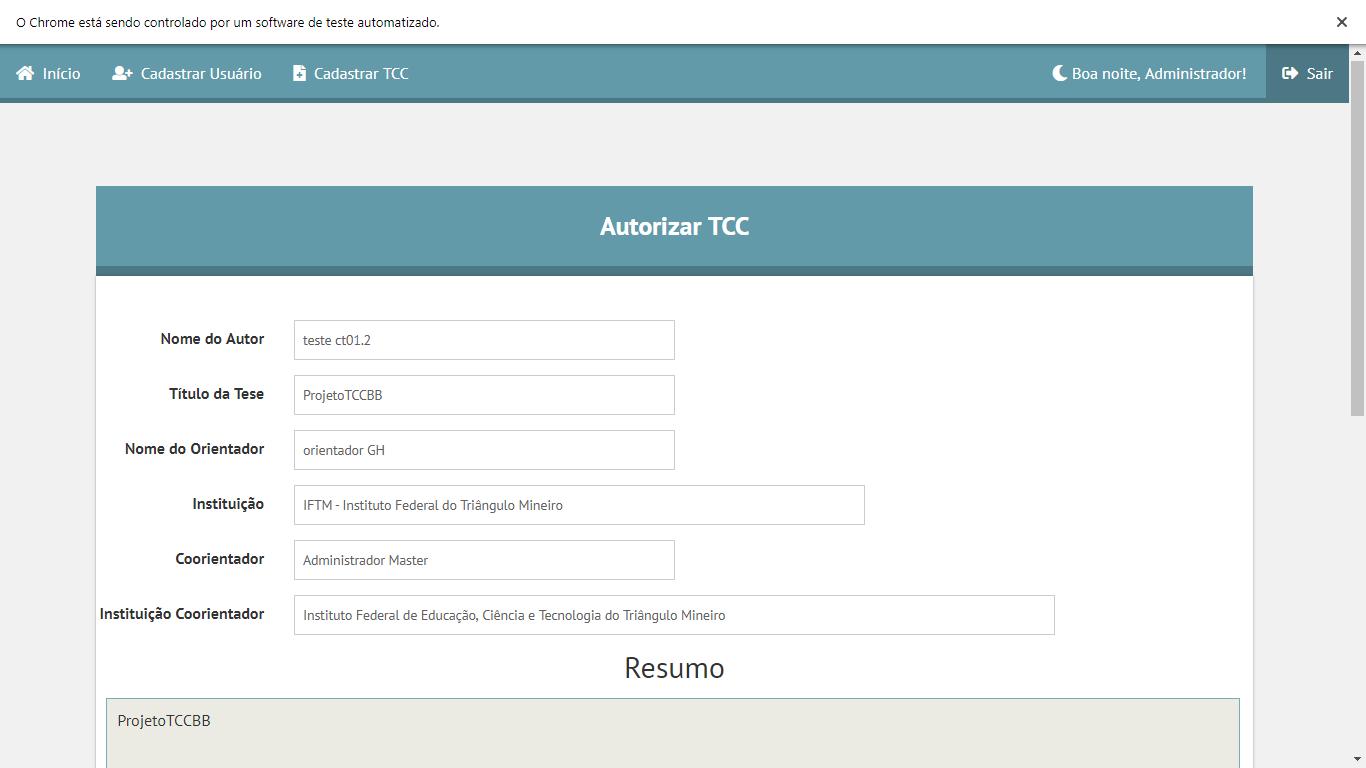 O Chrome está sendo controlado por um software de teste automatizado.
Início Cadastrar Usuário Cadastrar TCC Boa noite, Administrador! Sair
Autorizar TCC
Nome do Autor teste ct01.2
Título da Tese ProjetoTCCBB
Nome do Orientador orientador GH
Instituição IFTM - Instituto Federal do Triângulo Mineiro
Coorientador Administrador Master
Instituição Coorientador Instituto Federal de Educação, Ciência e Tecnologia do Triângulo Mineiro
Resumo
ProjetoTCCBB